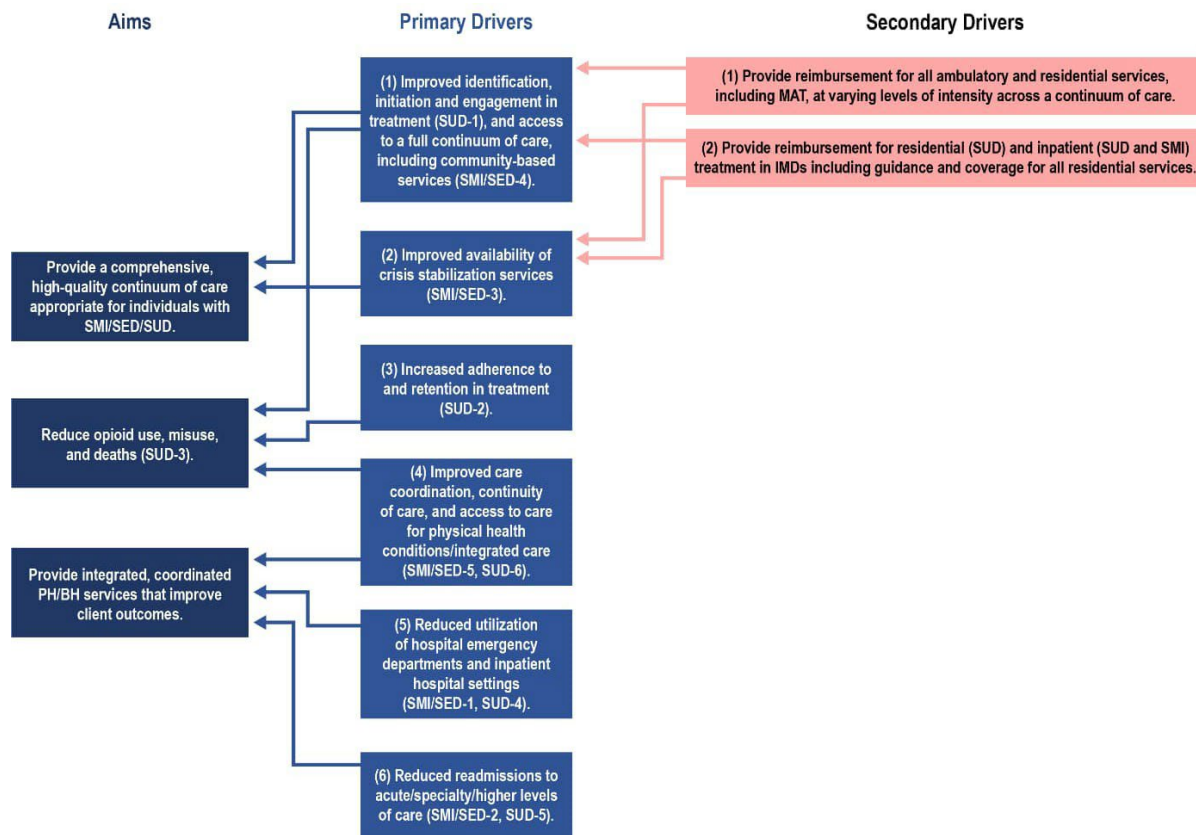 Aims
Primary Drivers
Secondary Drivers
Provide a comprehensive,
high-quality continuum of care
appropriate for individuals with
SMI/SED/SUD.
Reduce opioid use, misuse,
and deaths (SUD-3).
Provide integrated, coordinated
PH/BH services that improve
client outcomes.
(1) Improved identification,
initiation and engagement in
treatment (SUD-1), and access
to a full continuum of care,
including community-based
services (SMI/SED-4).
(2) Improved availability of
crisis stabilization services
(SMI/SED-3).
(3) Increased adherence to
and retention in treatment
(SUD-2).
(4) Improved care
coordination, continuity
of care, and access to care
for physical health
conditions/integrated care
(SMI/SED-5, SUD-6).
(5) Reduced utilization
of hospital emergency
departments and inpatient
hospital settings
(SMI/SED-1, SUD-4).
(6) Reduced readmissions to
acute/specialty/higher levels
of care (SMI/SED-2, SUD-5).
(1) Provide reimbursement for all ambulatory and residential services,
including MAT, at varying levels of intensity across a continuum of care.
(2) Provide reimbursement for residential (SUD) and inpatient (SUD and SMI)
treatment in IMDs including guidance and coverage for all residential services.